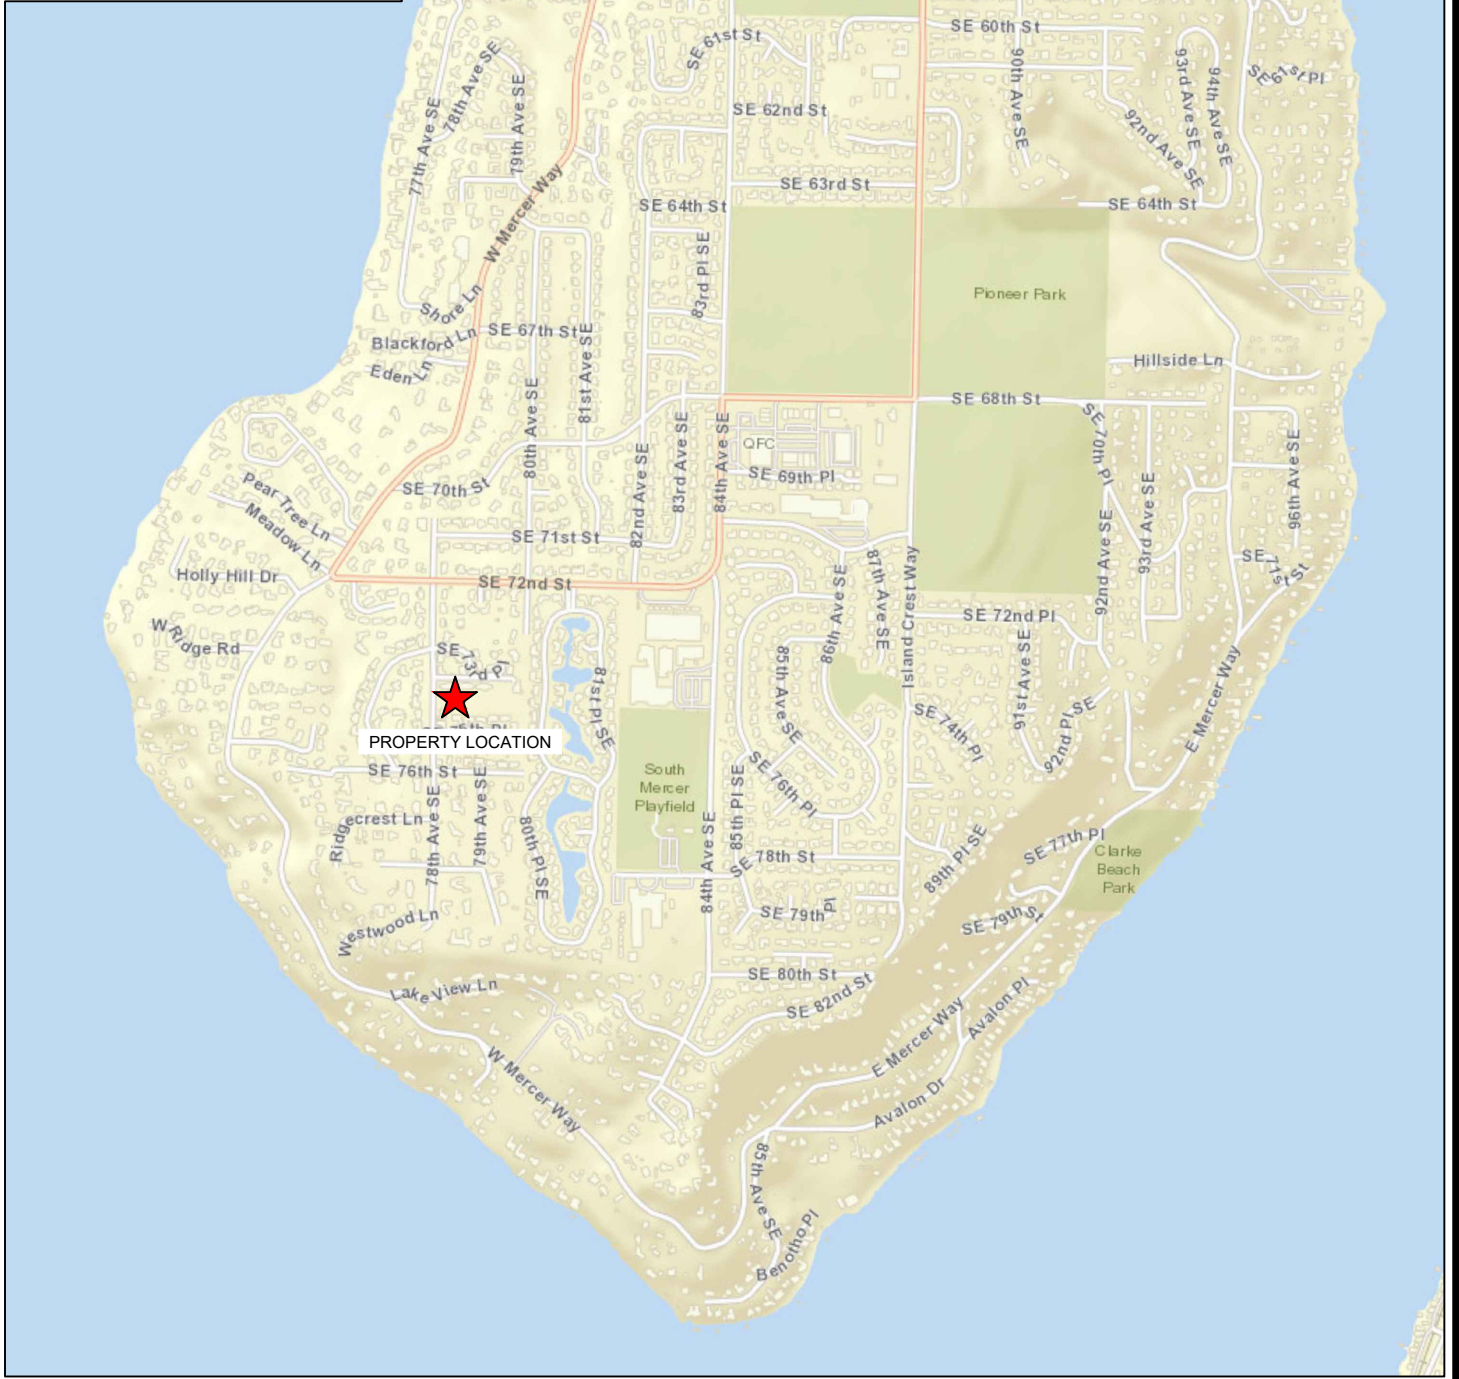 SE 60th St
SE 61st St
78th Ave SE
79th Ave SE
90th Ave SE
93rd Ave SE
94th Ave SE
SE 61st Pl
77th Ave SE
SE 62nd St
92nd Ave SE
W Mercer Way
SE 63rd St
SE 64th St
SE 64th St
83rd Pl SE
Pioneer Park
Shore Ln
Blackford Ln
SE 67th St
Eden Ln
81st Ave SE
Hillside Ln
80th Ave SE
SE 68th St
SE 70th Pl
83rd Ave SE
84th Ave SE
QFC
82nd Ave SE
SE 69th Pl
96th Ave SE
93rd Ave SE
Pear Tree Ln
SE 70th St
Meadow Ln
SE 71st St
92nd Ave SE
SE 71st St
Holly Hill Dr
SE 72nd St
86th Ave SE
87th Ave SE
Island Crest Way
SE 72nd Pl
W Ridge Rd
SE 73rd Pl
81st Pl SE
85th Ave SE
91st Ave SE
E Mercer Way
92nd Pl SE
SE 74th Pl
PROPERTY LOCATION
SE 76th St
79th Ave SE
South
Mercer
Playfield
85th Pl SE
SE 76th Pl
Ridgecrest Ln
78th Ave SE
80th Pl SE
84th Ave SE
SE 78th St
89th Pl SE
SE 77th Pl
Clarke
Beach
Park
SE 79th Pl
SE 79th St
Westwood Ln
SE 80th St
Lake View Ln
SE 82nd St
Avalon Pl
E Mercer Way
W Mercer Way
Avalon Dr
85th Ave SE
Benotho Pl